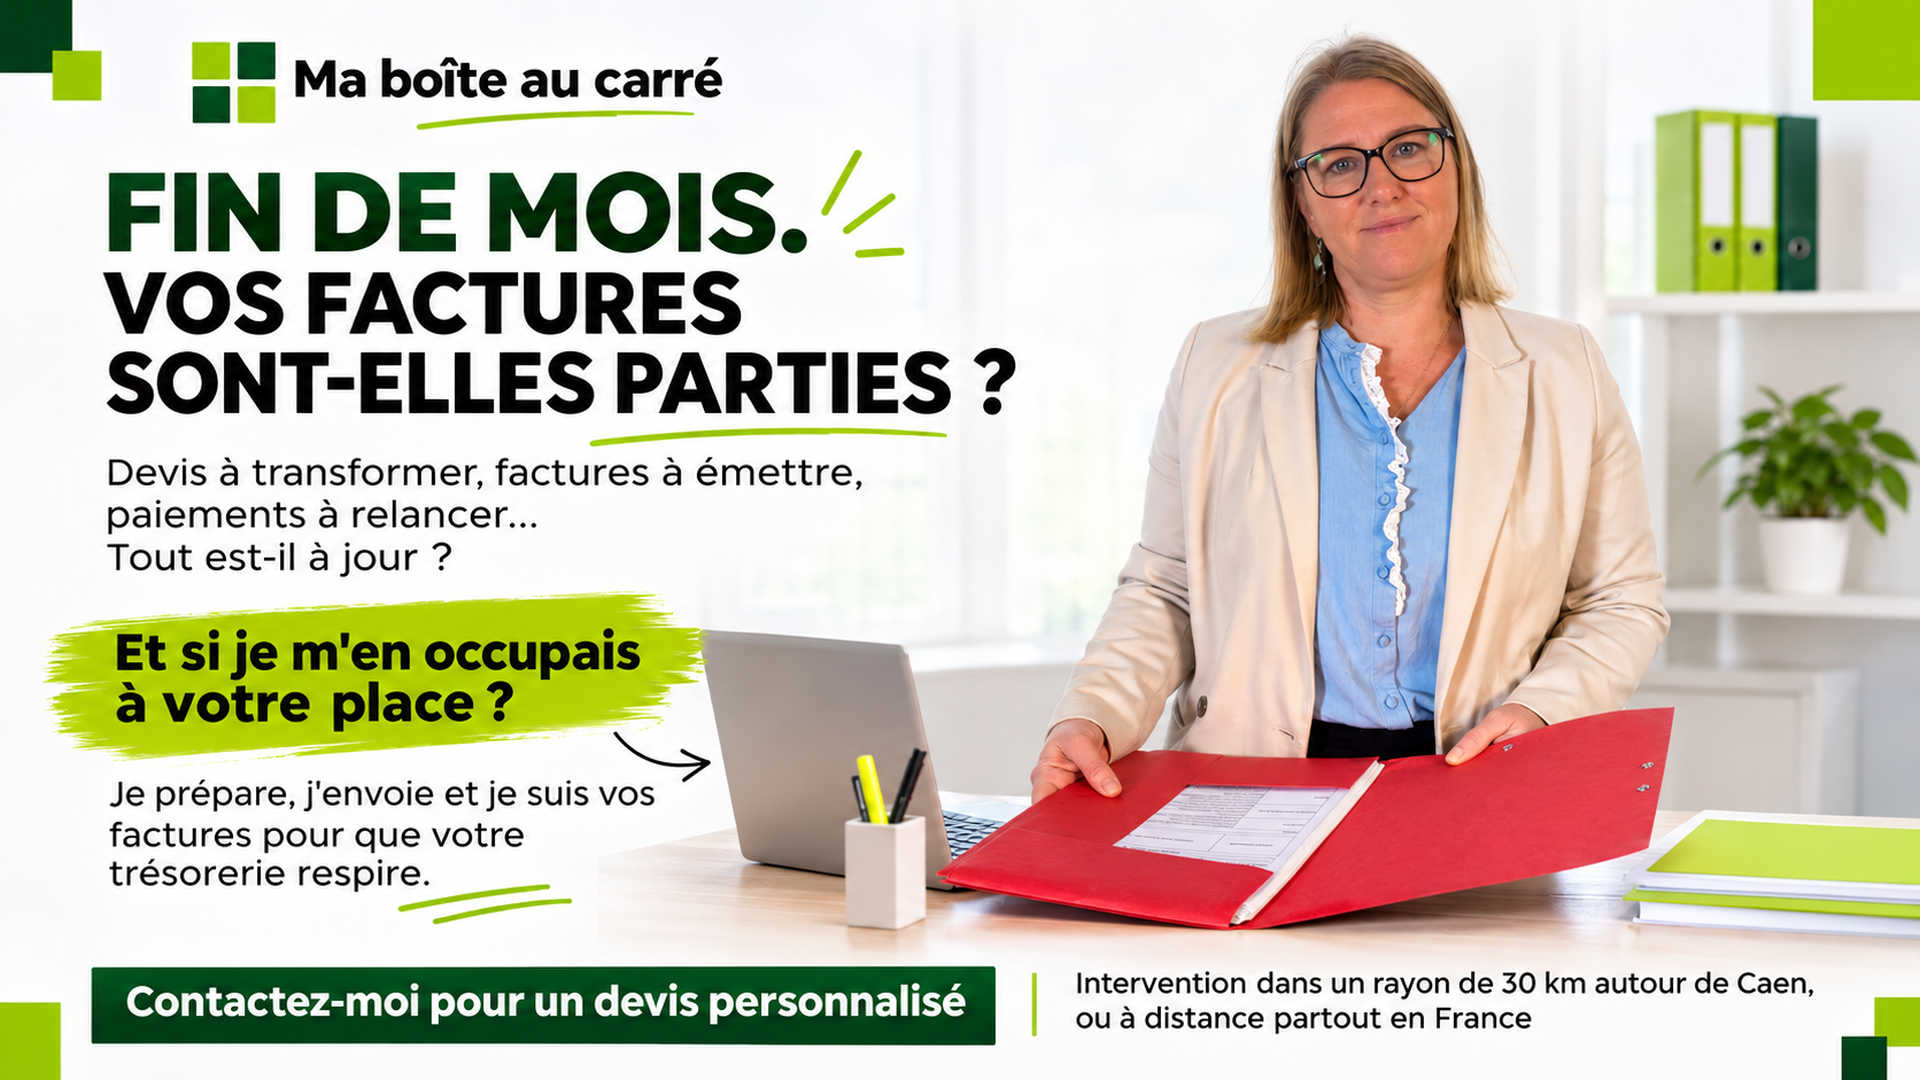 Ma boîte au carré
FIN DE MOIS.
VOS FACTURES
SONT-ELLES PARTIES ?
Devis à transformer, factures à émettre,
paiements à relancer...
Tout est-il à jour ?
Et si je m'en occupais
à votre place ?
Je prépare, j'envoie et je suis vos
factures pour que votre
trésorerie respire.
Contactez-moi pour un devis personnalisé
Intervention dans un rayon de 30 km autour de Caen,
ou à distance partout en France